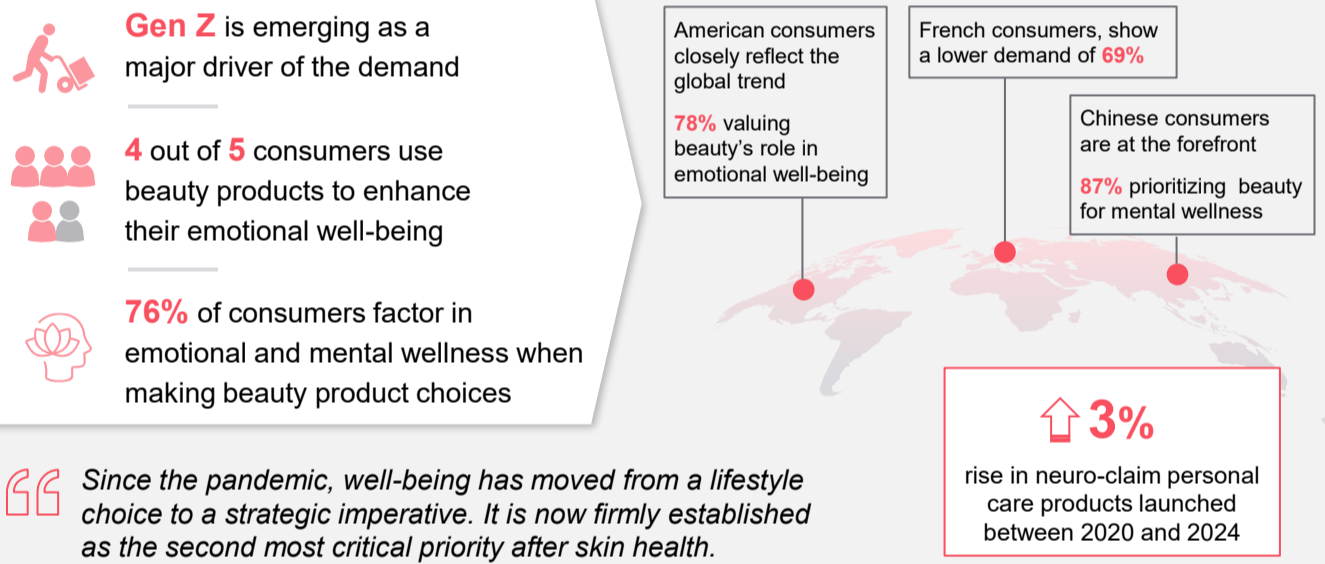 Gen Z is emerging as a
major driver of the demand
4 out of 5 consumers use
beauty products to enhance
their emotional well-being
76% of consumers factor in
emotional and mental wellness when
making beauty product choices
American consumers
closely reflect the
global trend
78% valuing
beauty's role in
emotional well-being
French consumers, show
a lower demand of 69%
Chinese consumers
are at the forefront
87% prioritizing beauty
for mental wellness
3%
rise in neuro-claim personal
care products launched
between 2020 and 2024
Since the pandemic, well-being has moved from a lifestyle
choice to a strategic imperative. It is now firmly established
as the second most critical priority after skin health.